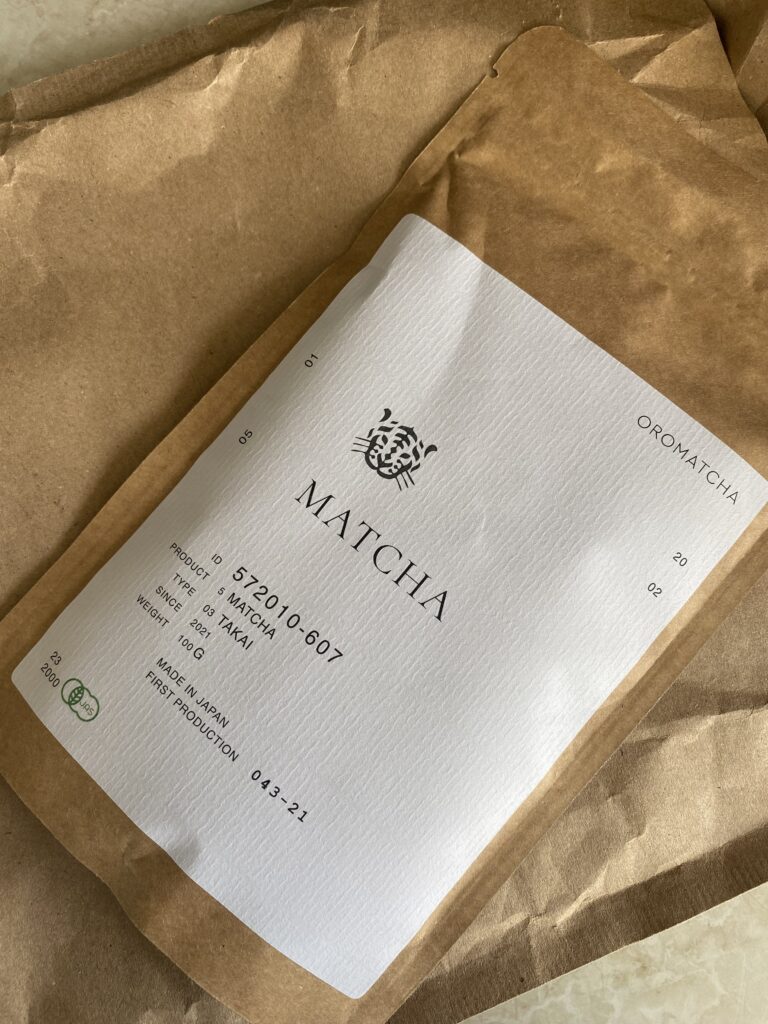 OROMATCHA
01
05
20
02
MATCHA
ID 572010-607
PRODUCT 5 MATCHA
TYPE 03 TAKAI
SINCE 2021
WEIGHT 100G
MADE IN JAPAN
FIRST PRODUCTION 043-21
23
2000
JAS